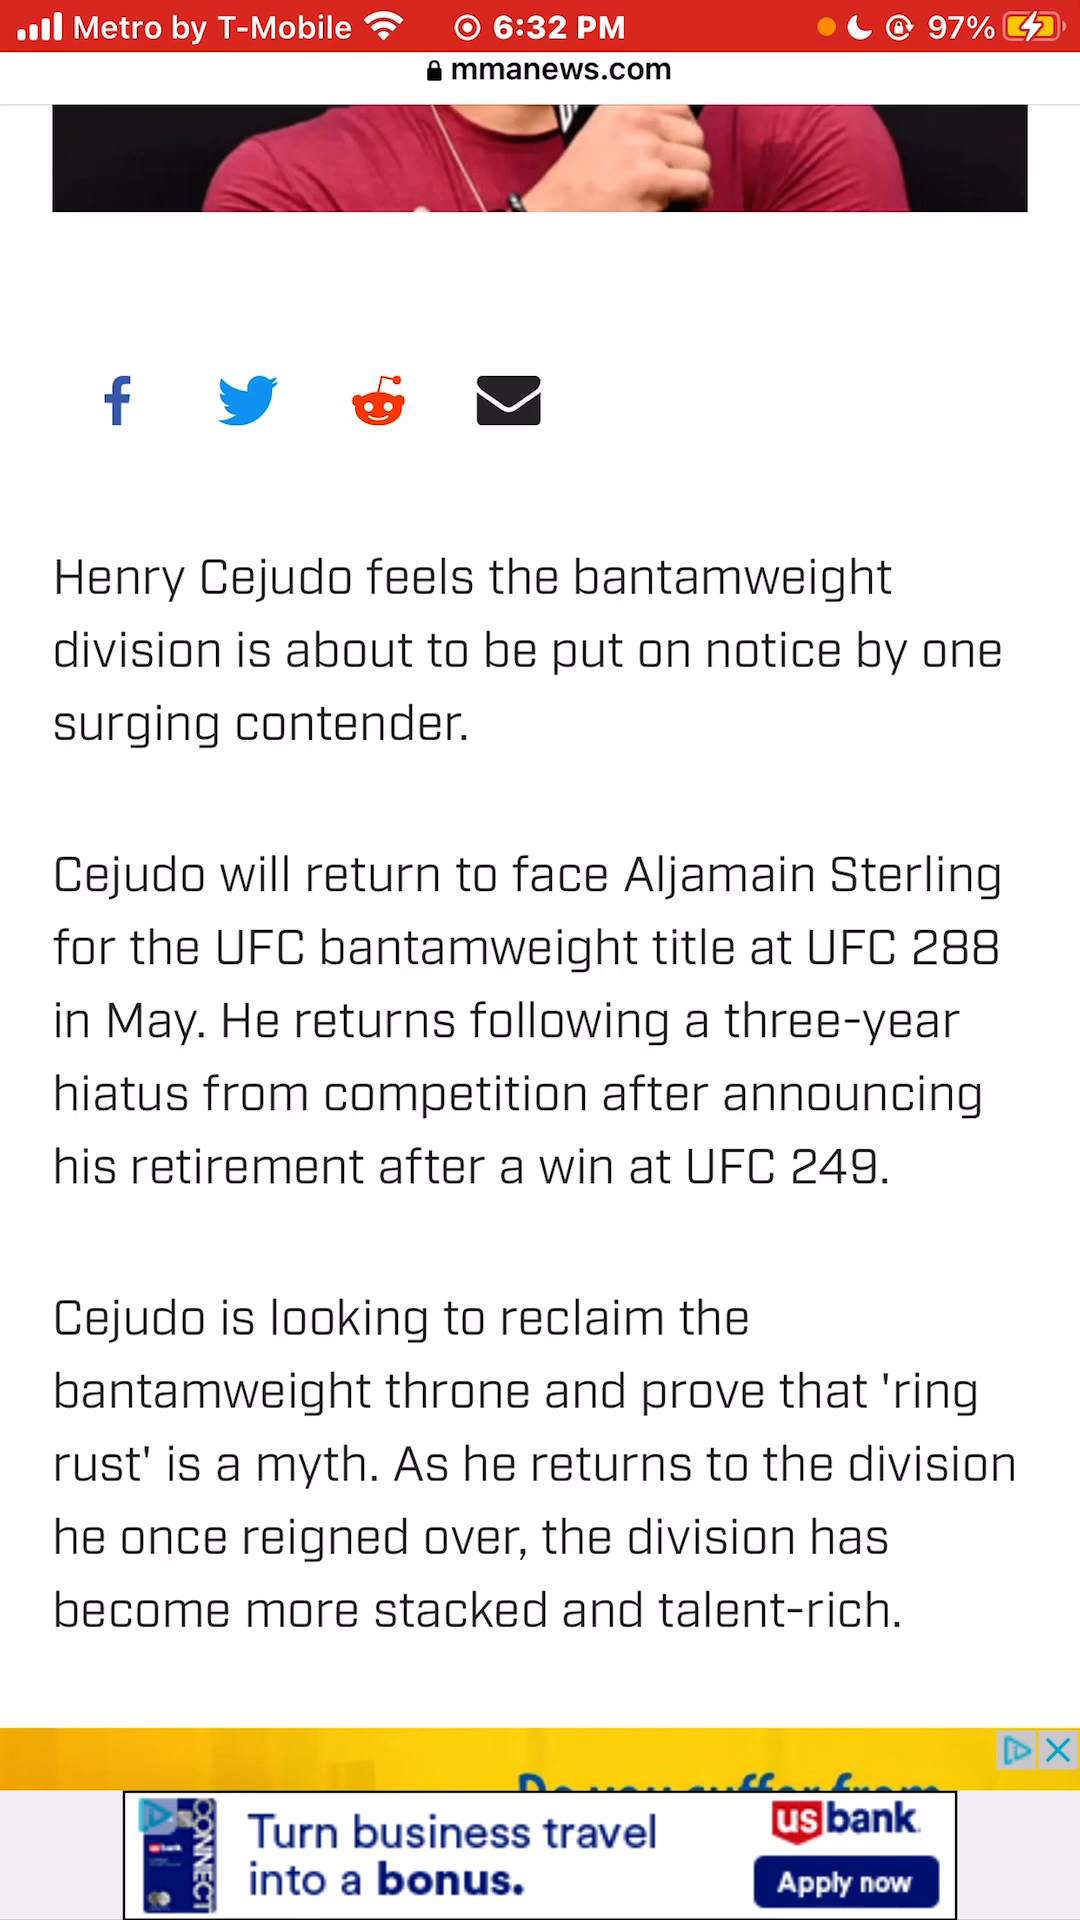 Metro by T-Mobile 6:32 PM 97%
mmanews.com
Henry Cejudo feels the bantamweight
division is about to be put on notice by one
surging contender.
Cejudo will return to face Aljamain Sterling
for the UFC bantamweight title at UFC 288
in May. He returns following a three-year
hiatus from competition after announcing
his retirement after a win at UFC 249.
Cejudo is looking to reclaim the
bantamweight throne and prove that 'ring
rust' is a myth. As he returns to the division
he once reigned over, the division has
become more stacked and talent-rich.
Do you suffer from
CONNECT
Turn business travel
into a bonus.
usbank
Apply now